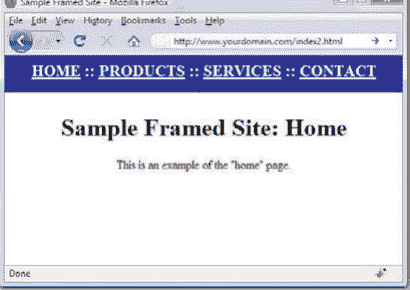 Sample Framed Site - Mozilla Firefox
File Edit View History Bookmarks Tools Help
http://www.yourdomain.com/index2.html
HOME :: PRODUCTS :: SERVICES :: CONTACT
Sample Framed Site: Home
This is an example of the "home" page.
Done